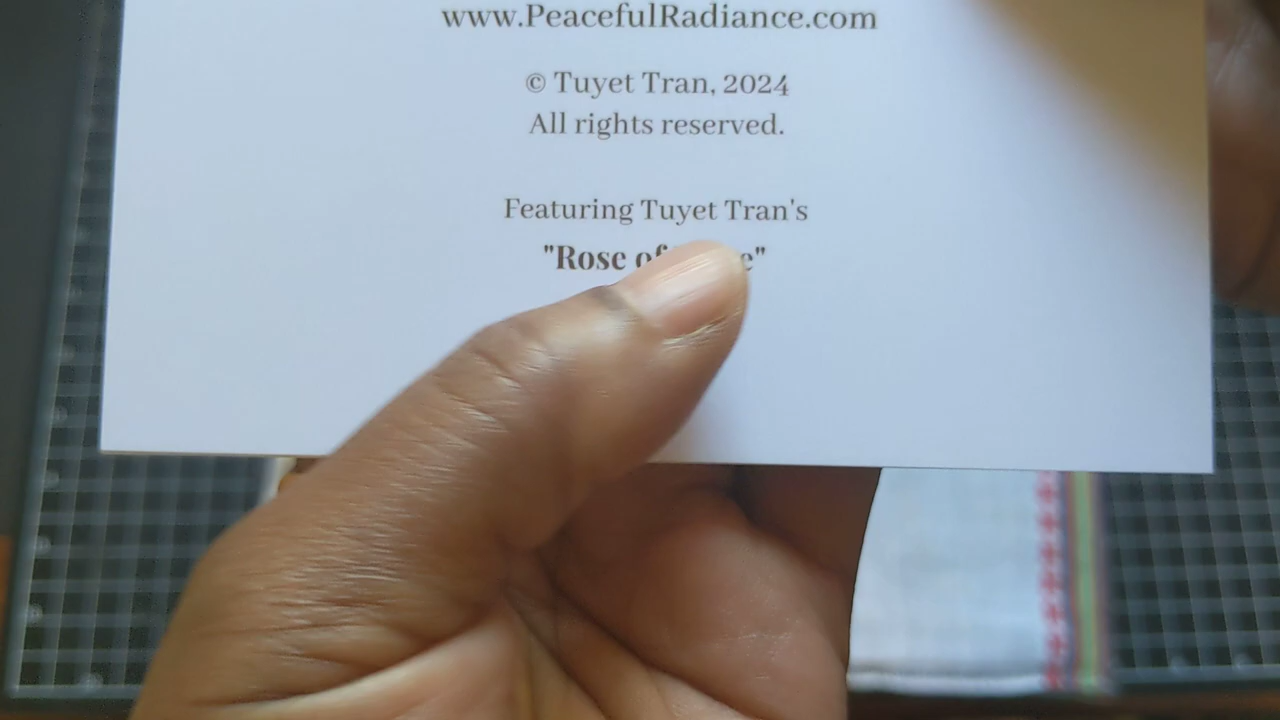 www.PeacefulRadiance.com
© Tuyet Tran, 2024
All rights reserved.
Featuring Tuyet Tran's
"Rose of